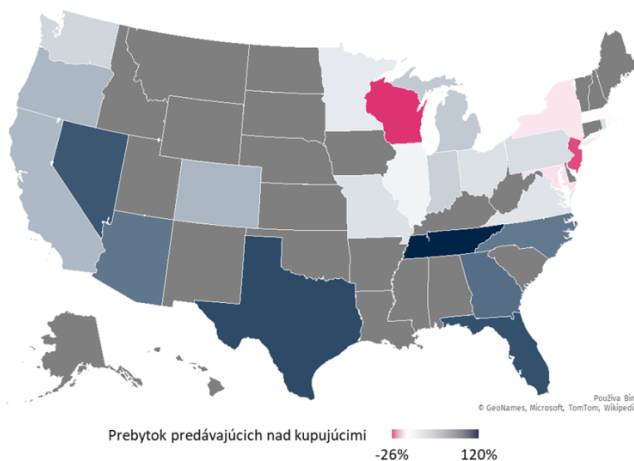 Používa Bin
© GeoNames, Microsoft, TomTom, Wikipedi
Prebytok predávajúcich nad kupujúcimi
-26% 120%